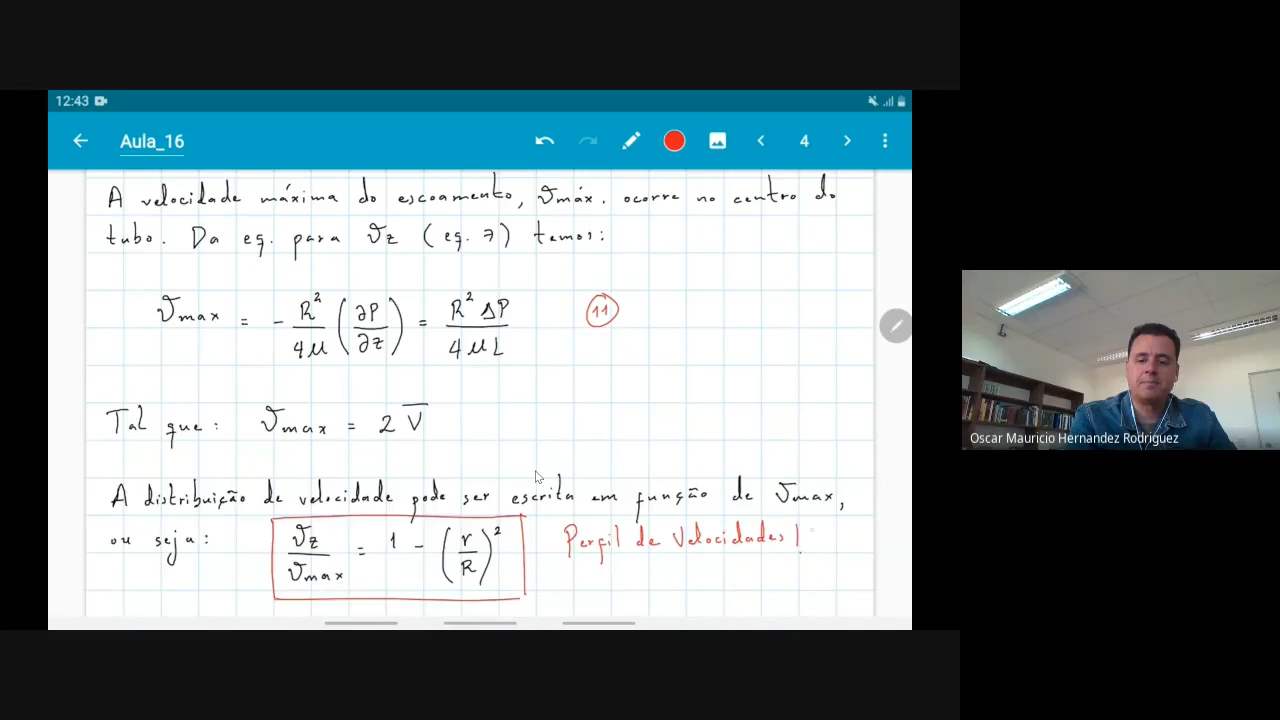 12:43
Aula_16
4
A velocidade máxima do escoamento, vmáx. ocorre no centro do
tubo. Da eq. para vz (eq. 7) temos:
vmax = - R²/4μ (∂P/∂z) = R² ΔP/4μL (11)
Tal que: vmax = 2 V̅
A distribuição de velocidade pode ser escrita em função de vmax,
ou seja: vz/vmax = 1 - (r/R)² Perfil de Velocidades!
Oscar Mauricio Hernandez Rodriguez